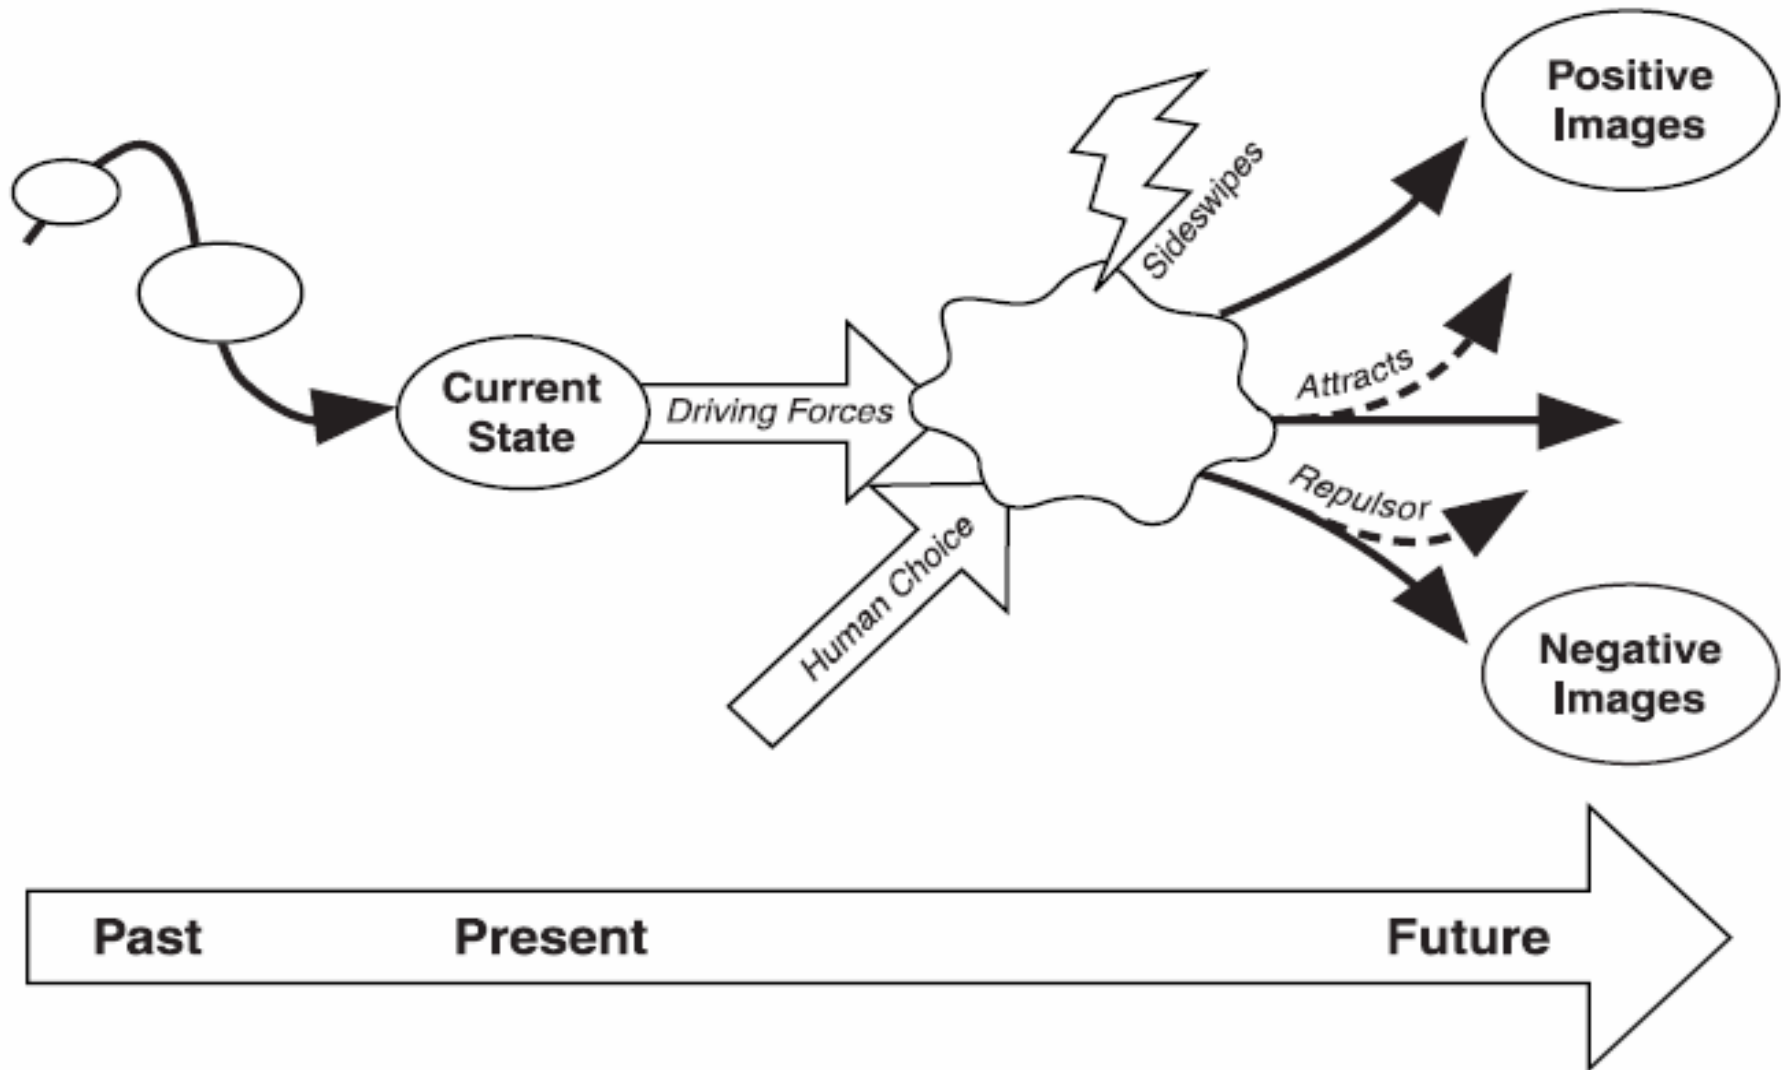 Positive
Images
Sideswipes
Attracts
Current
State
Driving Forces
Repulsor
Human Choice
Negative
Images
Past
Present
Future